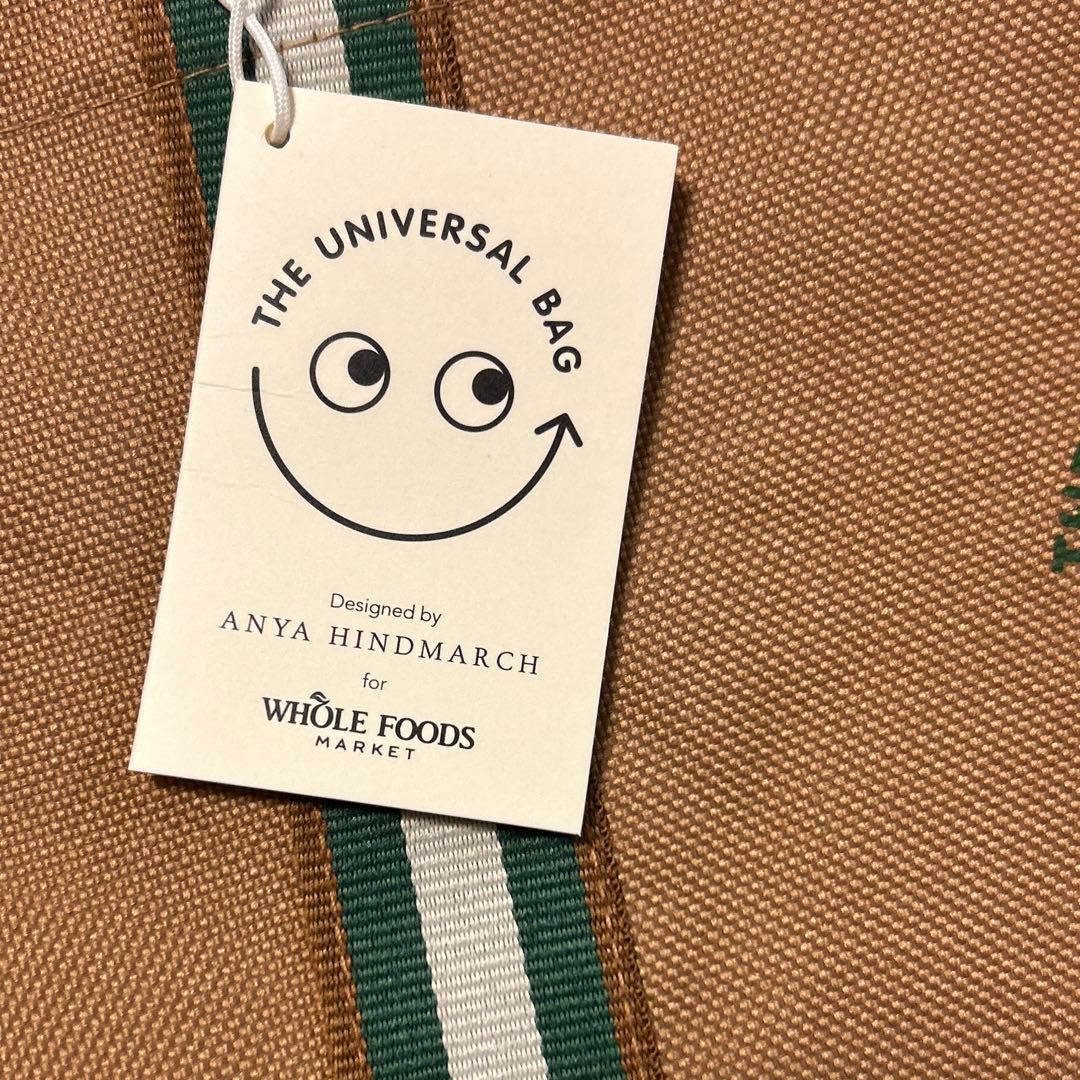 THE UNIVERSAL BAG
Designed by
ANYA HINDMARCH
for
WHOLE FOODS
MARKET